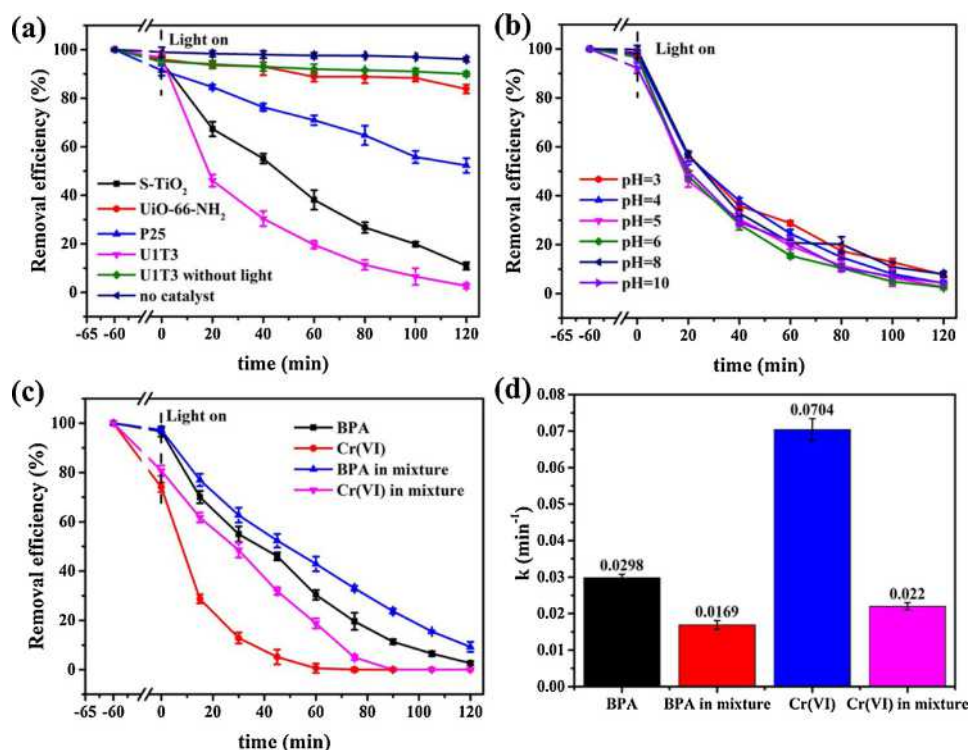 (a)
Light on
Removal efficiency (%)
100
80
60
40
20
0
S-TiO₂
UiO-66-NH₂
P25
U1T3
U1T3 without light
no catalyst
-65 -60 0 20 40 60 80 100 120
time (min)
(b)
Light on
Removal efficiency (%)
100
80
60
40
20
0
pH=3
pH=4
pH=5
pH=6
pH=8
pH=10
-65 -60 0 20 40 60 80 100 120
time (min)
(c)
Light on
Removal efficiency (%)
100
80
60
40
20
0
BPA
Cr(VI)
BPA in mixture
Cr(VI) in mixture
-65 -60 0 20 40 60 80 100 120
time (min)
(d)
k (min⁻¹)
0.08
0.07
0.06
0.05
0.04
0.03
0.02
0.01
0.00
0.0298
0.0169
0.0704
0.022
BPA BPA in mixture Cr(VI) Cr(VI) in mixture